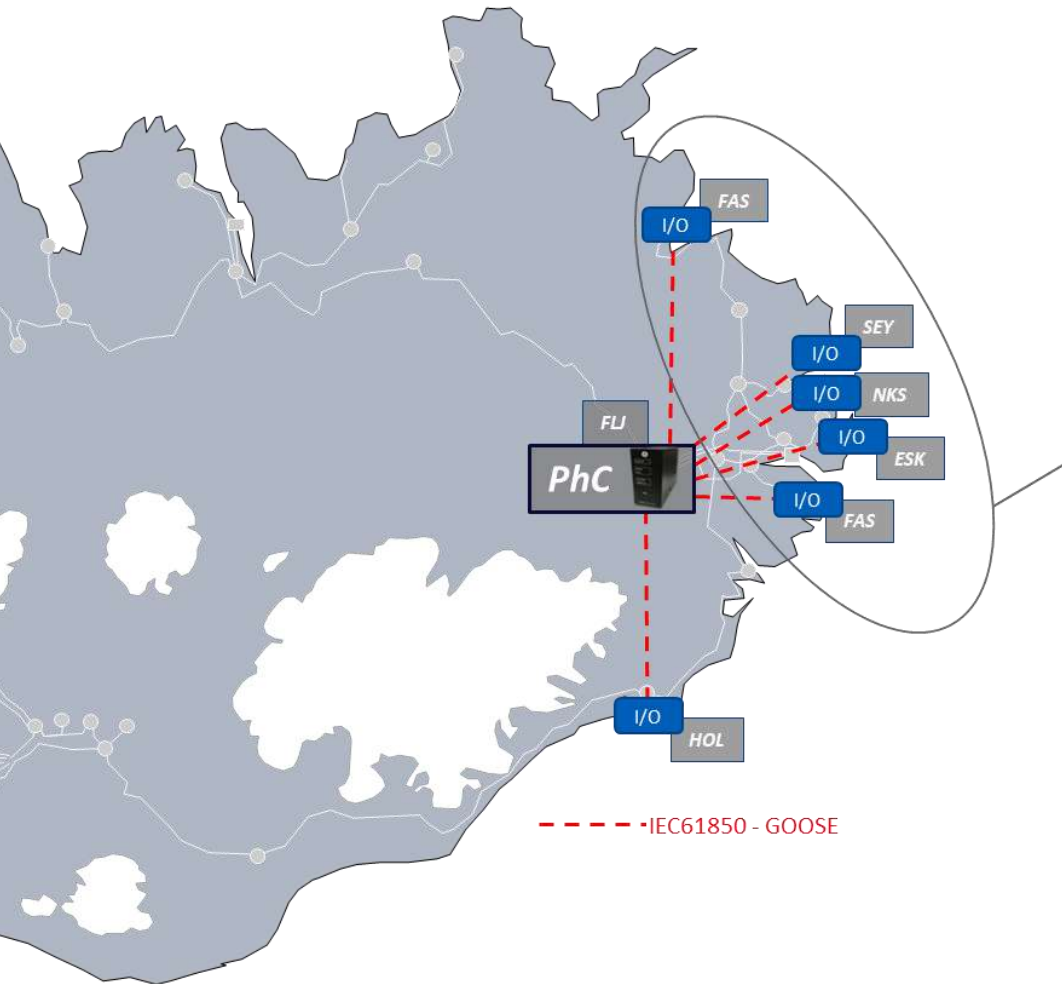 FAS
I/O
SEY
I/O
NKS
I/O
FLJ
I/O
ESK
PhC
I/O
FAS
I/O
HOL
IEC61850 - GOOSE